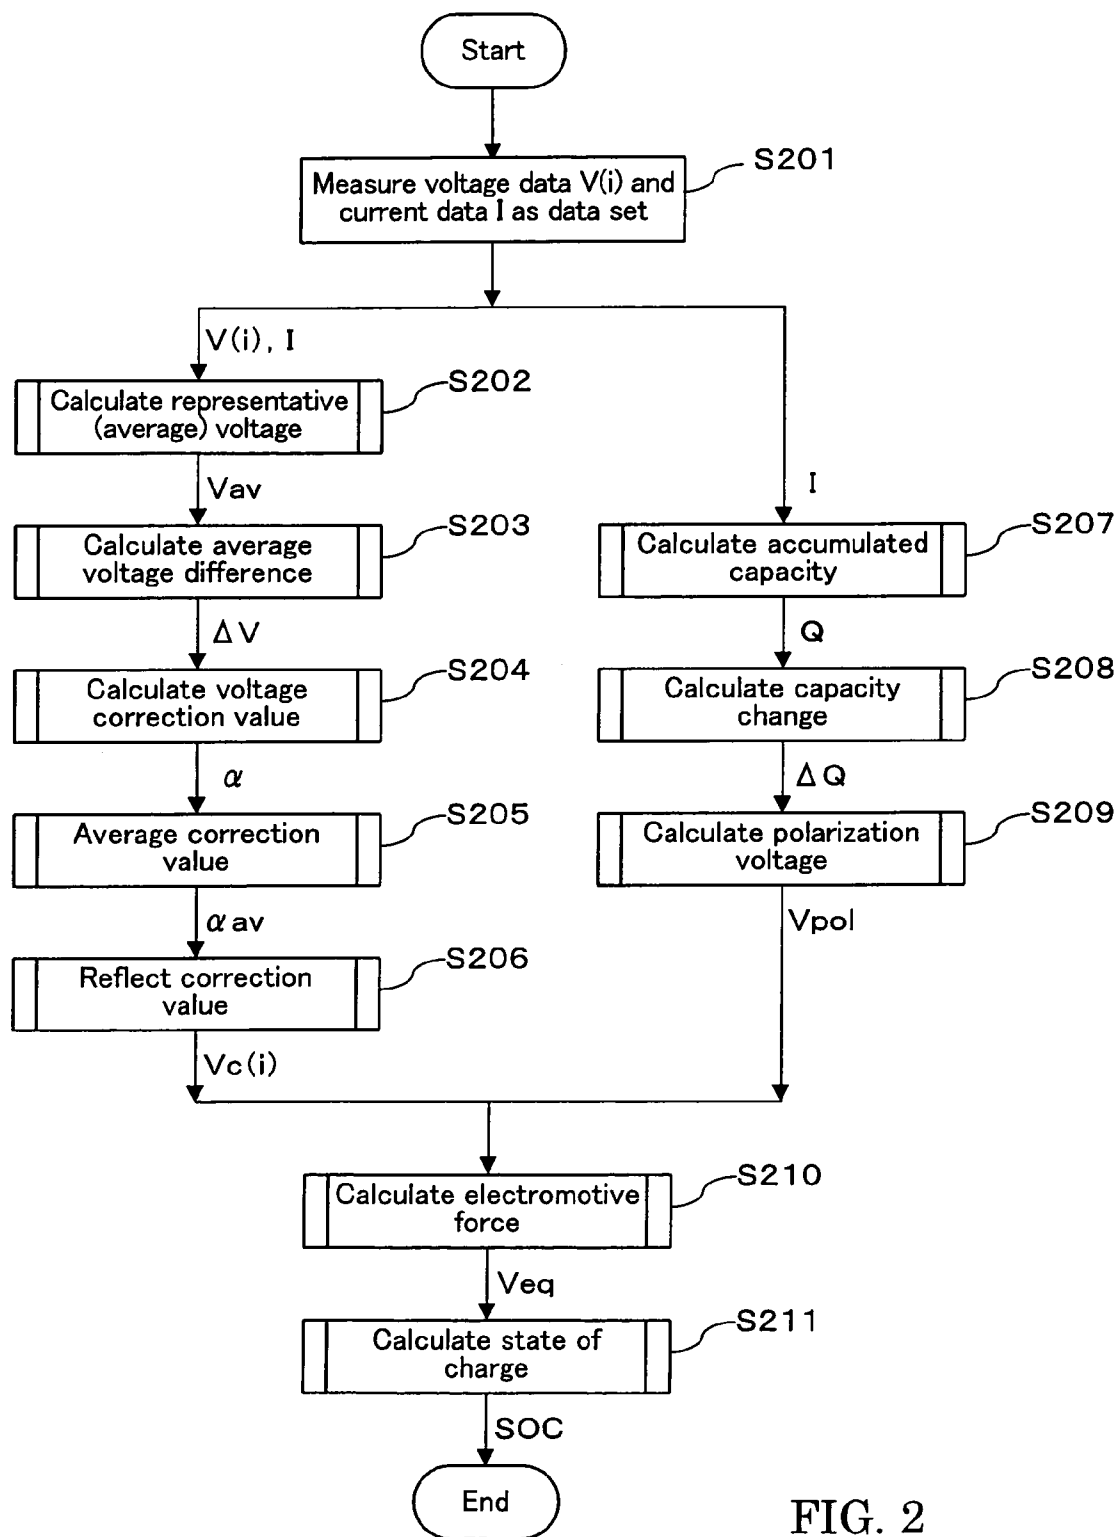 Start
S201
Measure voltage data V(i) and
current data I as data set
V(i), I
S202
Calculate representative
(average) voltage
Vav
I
S203
Calculate average
voltage difference
S207
Calculate accumulated
capacity
ΔV
Q
S204
Calculate voltage
correction value
S208
Calculate capacity
change
α
ΔQ
S205
Average correction
value
S209
Calculate polarization
voltage
αav
Vpol
S206
Reflect correction
value
Vc(i)
S210
Calculate electromotive
force
Veq
S211
Calculate state of
charge
SOC
End
FIG. 2